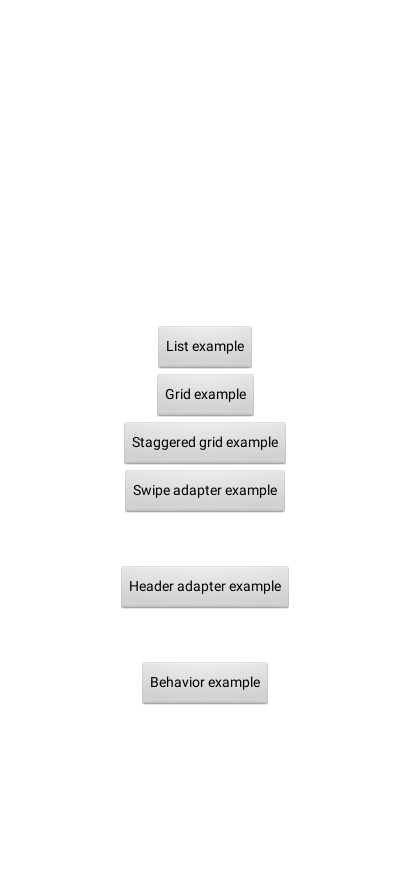 List example
Grid example
Staggered grid example
Swipe adapter example
Header adapter example
Behavior example